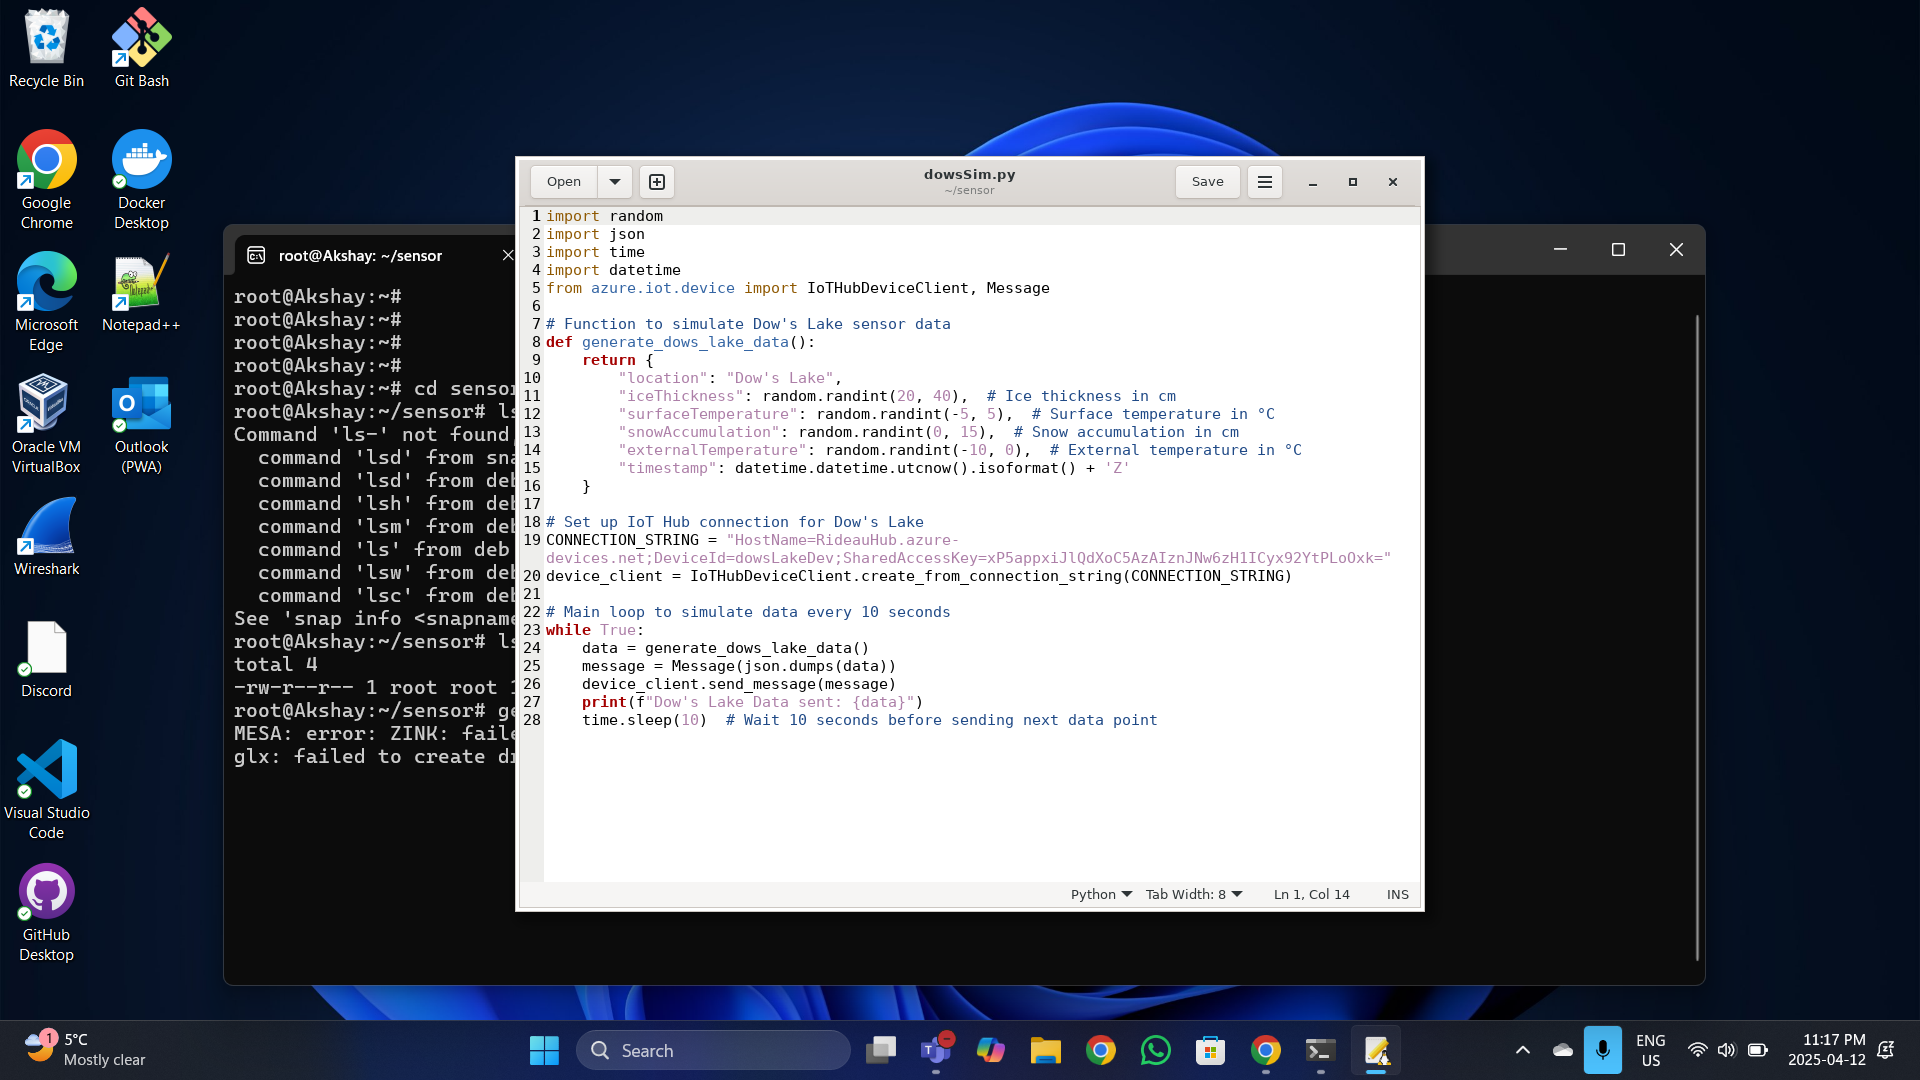 Recycle Bin
Git Bash
Google
Chrome
Docker
Desktop
Microsoft
Edge
Notepad++
Oracle VM
VirtualBox
Outlook
(PWA)
Wireshark
Discord
Visual Studio
Code
GitHub
Desktop
root@Akshay: ~/sensor
root@Akshay:~#
root@Akshay:~#
root@Akshay:~#
root@Akshay:~#
root@Akshay:~# cd sensor
root@Akshay:~/sensor# ls
Command 'ls-' not found,
command 'lsd' from sna
command 'lsd' from deb
command 'lsh' from deb
command 'lsm' from deb
command 'ls' from deb
command 'lsw' from deb
command 'lsc' from deb
See 'snap info <snapname
root@Akshay:~/sensor# ls
total 4
-rw-r--r-- 1 root root 1
root@Akshay:~/sensor# ge
MESA: error: ZINK: faile
glx: failed to create dr
Open
dowsSim.py
~/sensor
Save
1 import random
2 import json
3 import time
4 import datetime
5 from azure.iot.device import IoTHubDeviceClient, Message
6
7 # Function to simulate Dow's Lake sensor data
8 def generate_dows_lake_data():
9     return {
10         "location": "Dow's Lake",
11         "iceThickness": random.randint(20, 40),  # Ice thickness in cm
12         "surfaceTemperature": random.randint(-5, 5),  # Surface temperature in °C
13         "snowAccumulation": random.randint(0, 15),  # Snow accumulation in cm
14         "externalTemperature": random.randint(-10, 0),  # External temperature in °C
15         "timestamp": datetime.datetime.utcnow().isoformat() + 'Z'
16     }
17
18 # Set up IoT Hub connection for Dow's Lake
19 CONNECTION_STRING = "HostName=RideauHub.azure-
devices.net;DeviceId=dowsLakeDev;SharedAccessKey=xP5appxiJlQdXoC5AzAIznJNw6zH1ICyx92YtPLoOxk="
20 device_client = IoTHubDeviceClient.create_from_connection_string(CONNECTION_STRING)
21
22 # Main loop to simulate data every 10 seconds
23 while True:
24     data = generate_dows_lake_data()
25     message = Message(json.dumps(data))
26     device_client.send_message(message)
27     print(f"Dow's Lake Data sent: {data}")
28     time.sleep(10)  # Wait 10 seconds before sending next data point
Python
Tab Width: 8
Ln 1, Col 14
INS
1
5°C
Mostly clear
Search
ENG
US
11:17 PM
2025-04-12